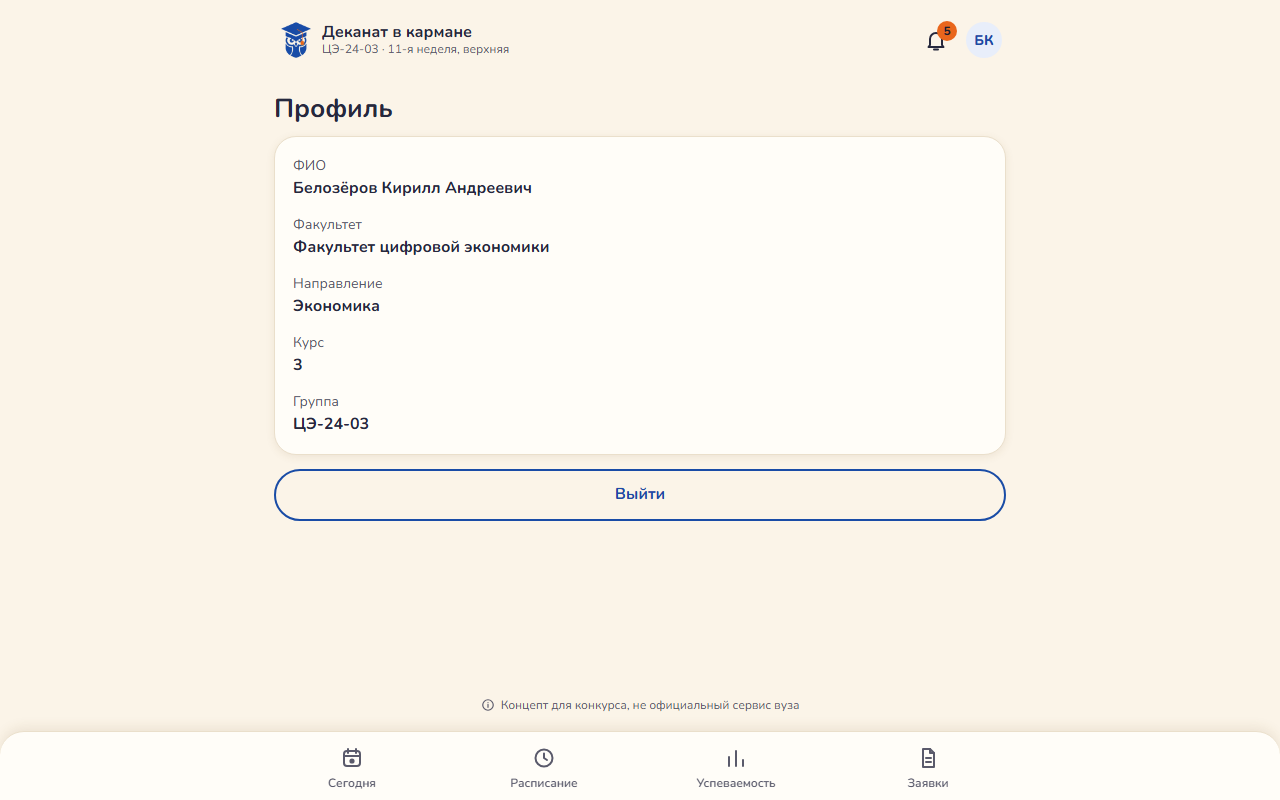 Деканат в кармане
ЦЭ-24-03 · 11-я неделя, верхняя
5
БК
Профиль
ФИО
Белозёров Кирилл Андреевич
Факультет
Факультет цифровой экономики
Направление
Экономика
Курс
3
Группа
ЦЭ-24-03
Выйти
Концепт для конкурса, не официальный сервис вуза
Сегодня
Расписание
Успеваемость
Заявки